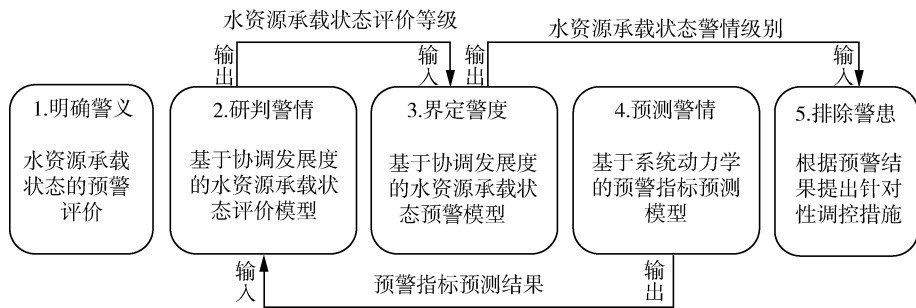 水资源承载状态评价等级
水资源承载状态警情级别
输出
输入
输出
输入
1.明确警义
水资源承载
状态的预警
评价
2.研判警情
基于协调发展度
的水资源承载状
态评价模型
3.界定警度
基于协调发展度
的水资源承载状
态预警模型
4.预测警情
基于系统动力学
的预警指标预测
模型
5.排除警患
根据预警结
果提出针对
性调控措施
输入
预警指标预测结果
输出